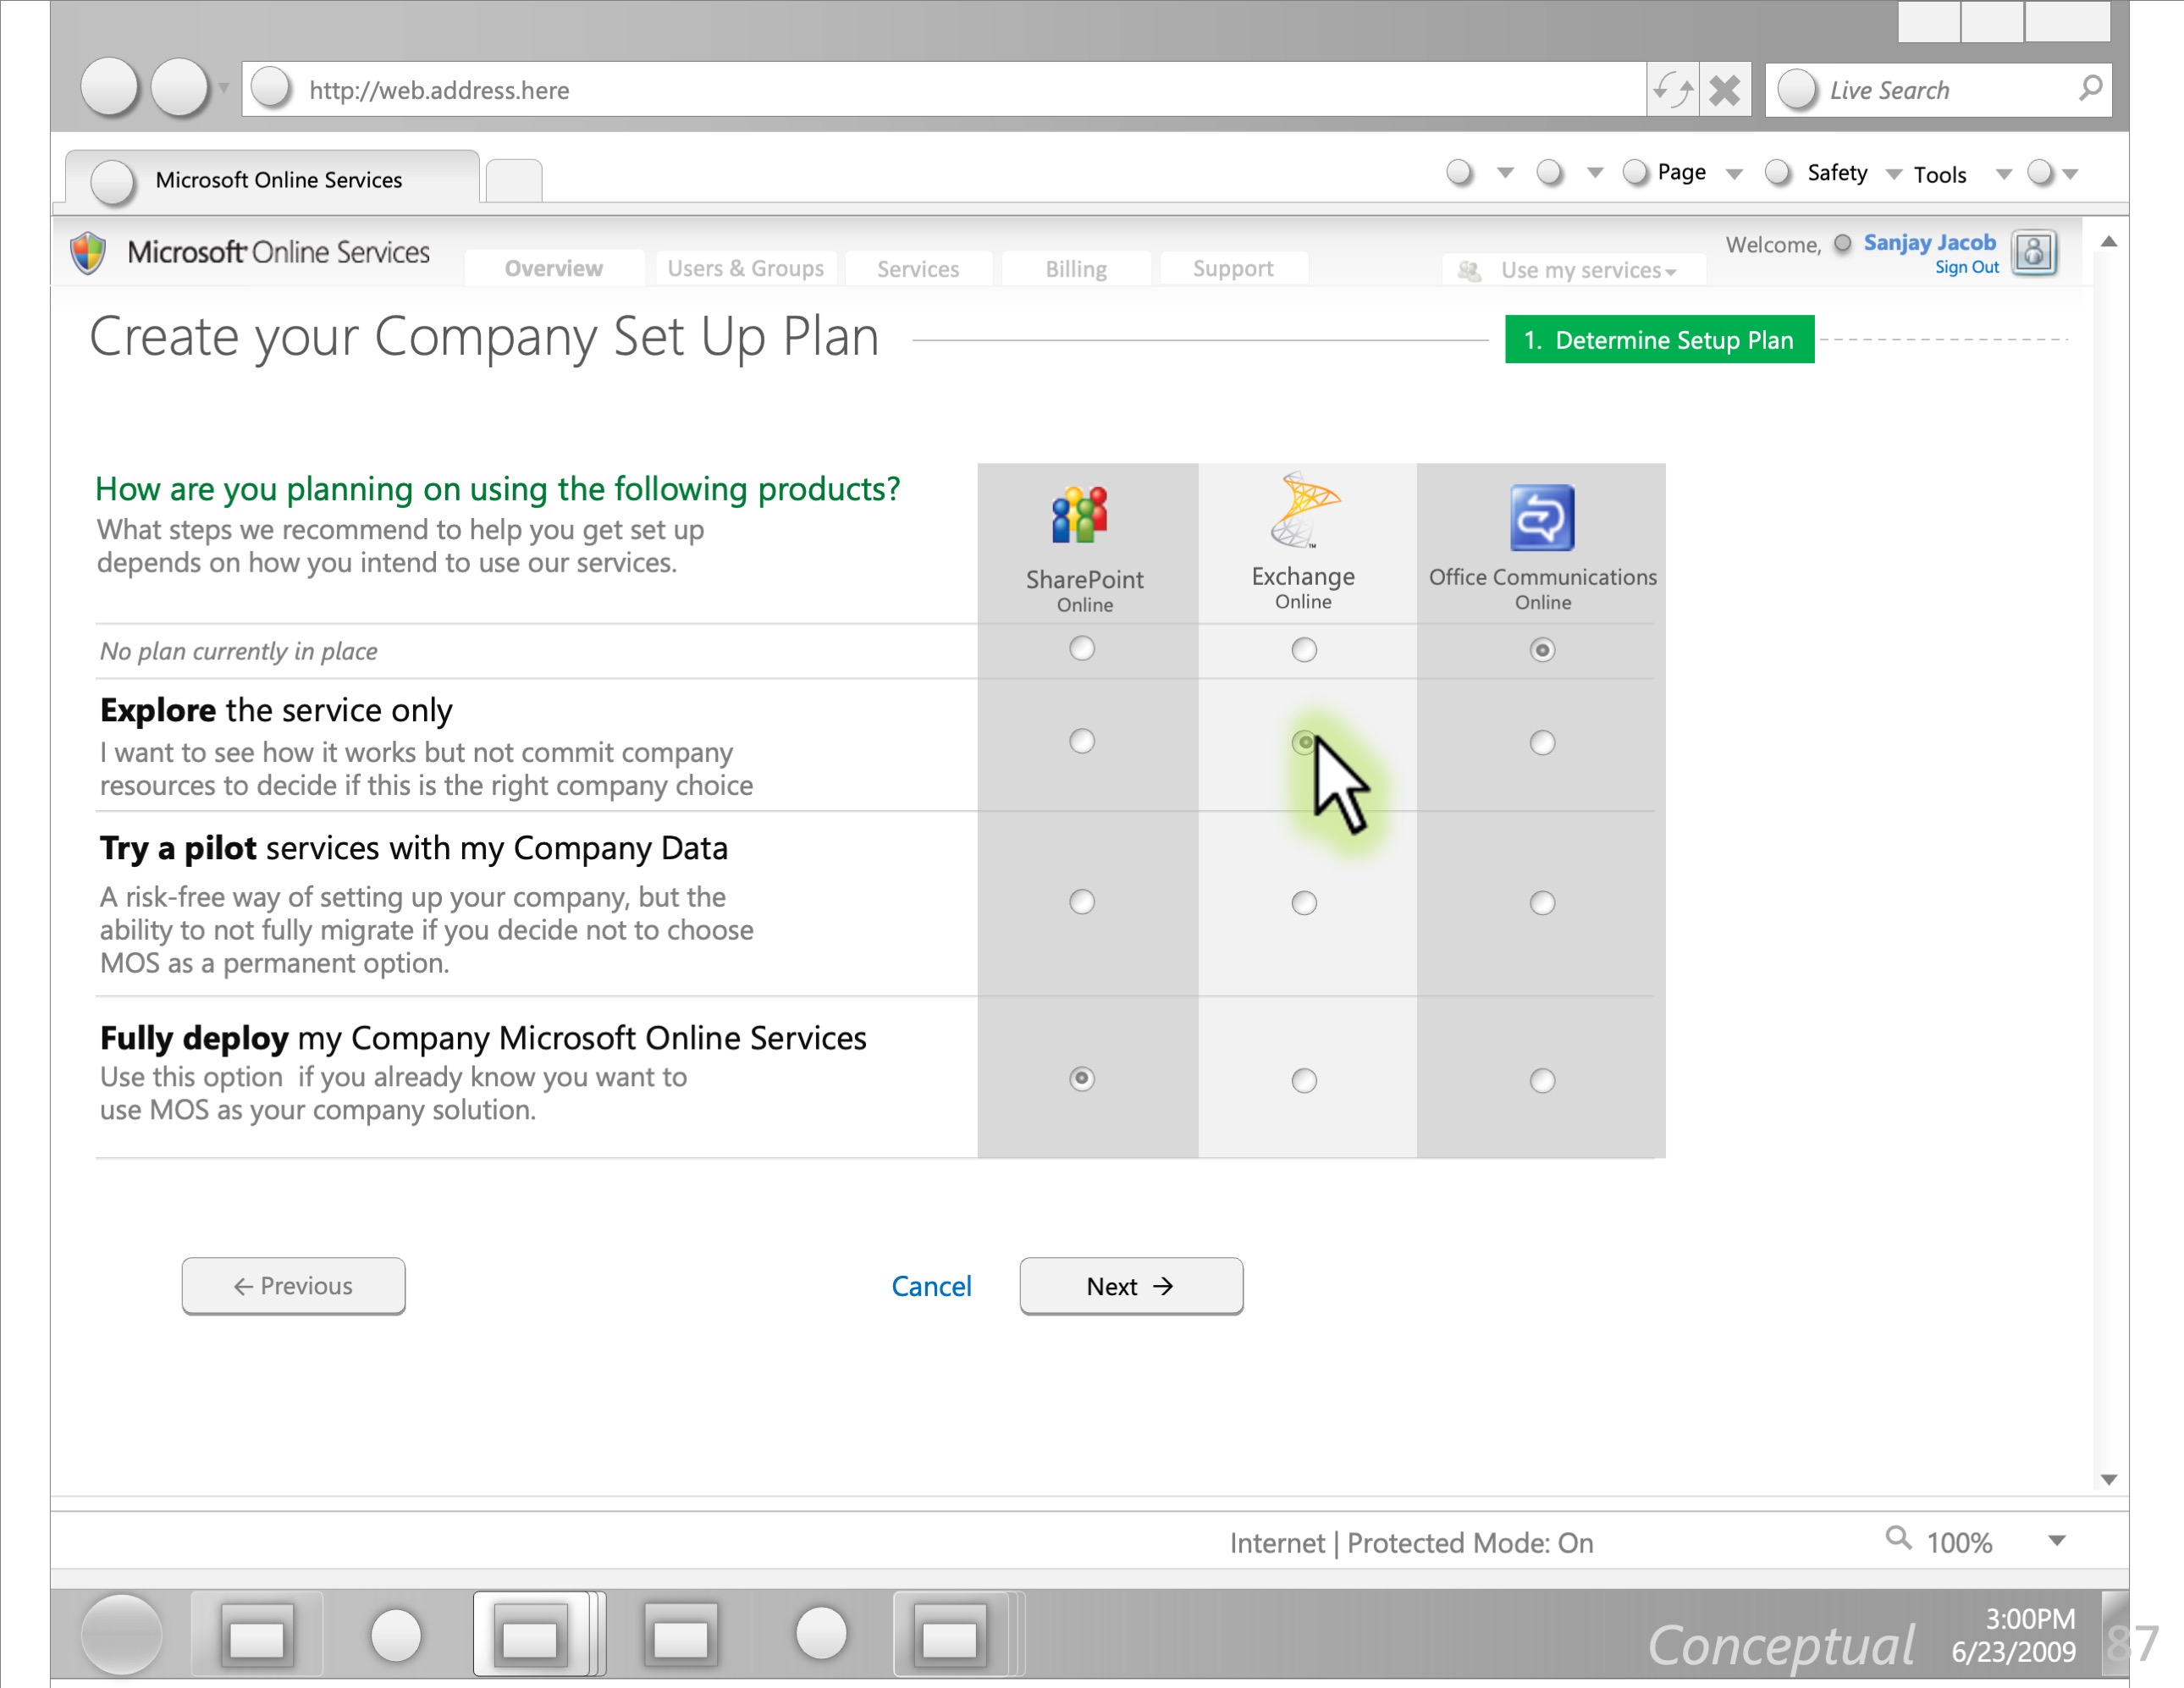 http://web.address.here
Live Search
Microsoft Online Services
Page
Safety
Tools
Microsoft Online Services
Overview
Users & Groups
Services
Billing
Support
Use my services
Welcome,
Sanjay Jacob
Sign Out
Create your Company Set Up Plan
1. Determine Setup Plan
How are you planning on using the following products?
What steps we recommend to help you get set up
depends on how you intend to use our services.
SharePoint
Online
Exchange
Online
Office Communications
Online
No plan currently in place
Explore the service only
I want to see how it works but not commit company
resources to decide if this is the right company choice
Try a pilot services with my Company Data
A risk-free way of setting up your company, but the
ability to not fully migrate if you decide not to choose
MOS as a permanent option.
Fully deploy my Company Microsoft Online Services
Use this option  if you already know you want to
use MOS as your company solution.
← Previous
Cancel
Next →
Internet | Protected Mode: On
100%
Conceptual
3:00PM
6/23/2009
87